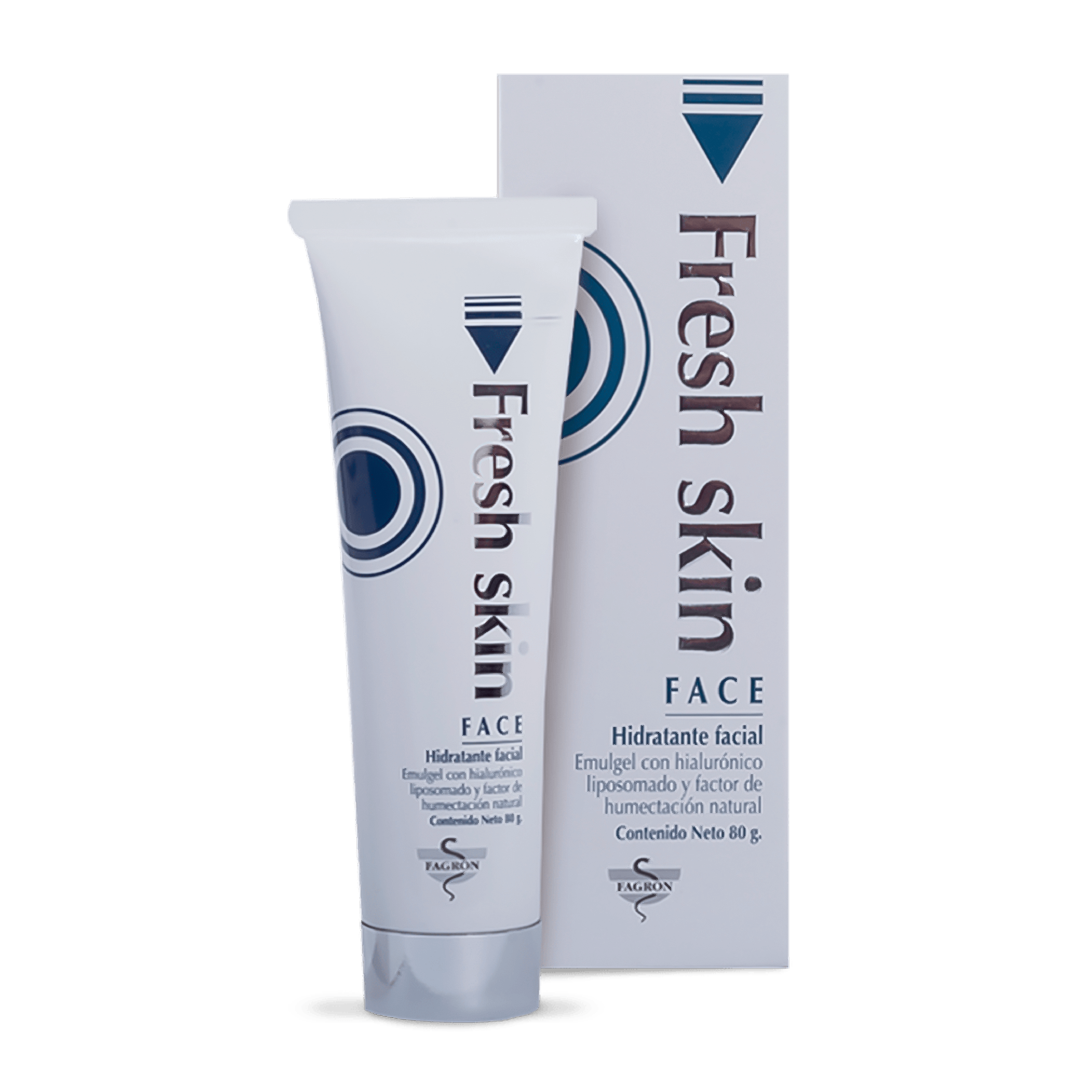 Fresh skin
FACE
Hidratante facial
Emulgel con hialurónico
liposomado y factor de
humectación natural
Contenido Neto 80 g.
FAGRON
Fresh skin
FACE
Hidratante facial
Emulgel con hialurónico
liposomado y factor de
humectación natural
Contenido Neto 80 g.
FAGRON